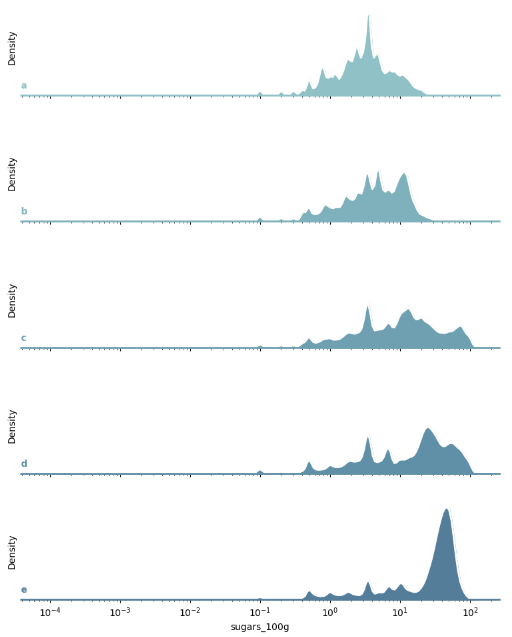 Density
a
Density
b
Density
c
Density
d
Density
e
10⁻⁴ 10⁻³ 10⁻² 10⁻¹ 10⁰ 10¹ 10²
sugars_100g